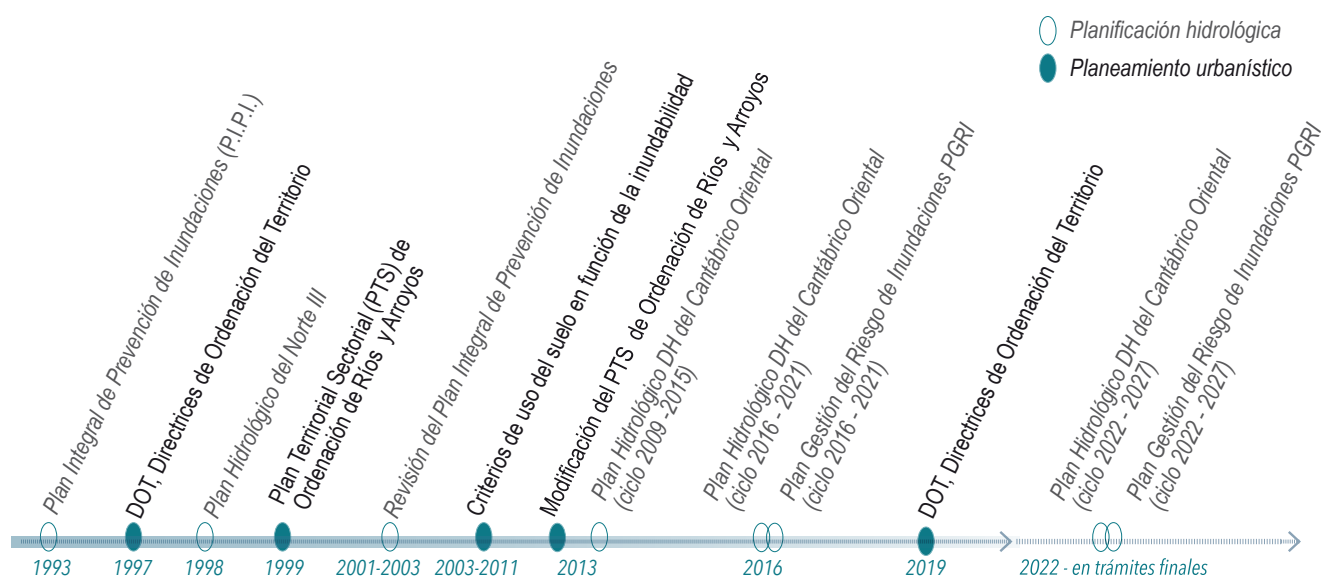 Planificación hidrológica
Planeamiento urbanístico
Plan Integral de Prevención de Inundaciones (P.I.P.I.)
DOT, Directrices de Ordenación del Territorio
Plan Hidrológico del Norte III
Plan Terrirorial Sectorial (PTS) de
Ordenación de Ríos y Arroyos
Revisión del Plan Integral de Prevención de Inundaciones
Criterios de uso del suelo en función de la inundabilidad
Modificación del PTS de Ordenación de Ríos y Arroyos
Plan Hidrológico DH del Cantábrico Oriental
(ciclo 2009 -2015)
Plan Hidrológico DH del Cantábrico Oriental
(ciclo 2016 - 2021)
Plan Gestión del Riesgo de Inundaciones PGRI
(ciclo 2016 - 2021)
DOT, Directrices de Ordenación del Territorio
Plan Hidrológico DH del Cantábrico Oriental
(ciclo 2022 - 2027)
Plan Gestión del Riesgo de Inundaciones PGRI
(ciclo 2022 - 2027)
1993
1997
1998
1999
2001-2003
2003-2011
2013
2016
2019
2022 - en trámites finales